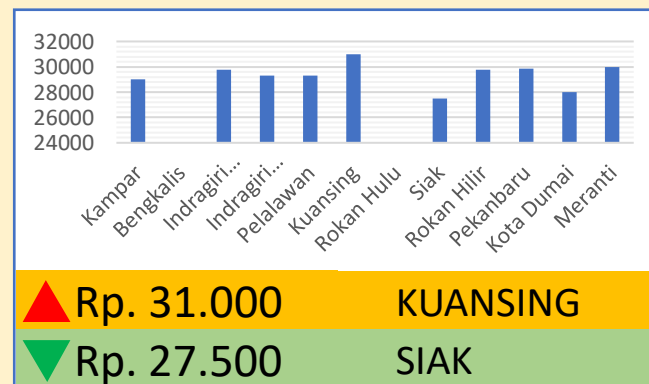 32000
30000
28000
26000
24000
Kampar
Bengkalis
Indragiri...
Indragiri...
Pelalawan
Kuansing
Rokan Hulu
Siak
Rokan Hilir
Pekanbaru
Kota Dumai
Meranti
Rp. 31.000 KUANSING
Rp. 27.500 SIAK